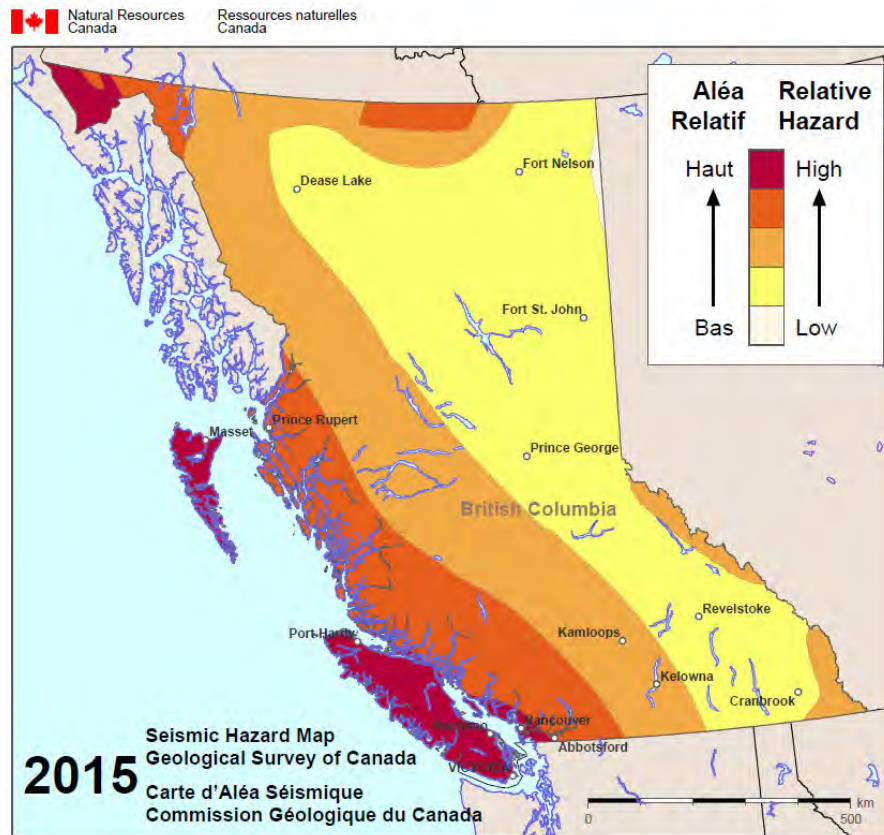 Natural Resources Canada
Ressources naturelles Canada
Aléa Relatif
Relative Hazard
Haut
High
Bas
Low
Dease Lake
Fort Nelson
Fort St. John
Prince Rupert
Masset
Prince George
British Columbia
Revelstoke
Port Hardy
Kamloops
Kelowna
Cranbrook
Vancouver
Nanaimo
Abbotsford
VICTORIA
2015
Seismic Hazard Map
Geological Survey of Canada
Carte d'Aléa Séismique
Commission Géologique du Canada
km
0
500